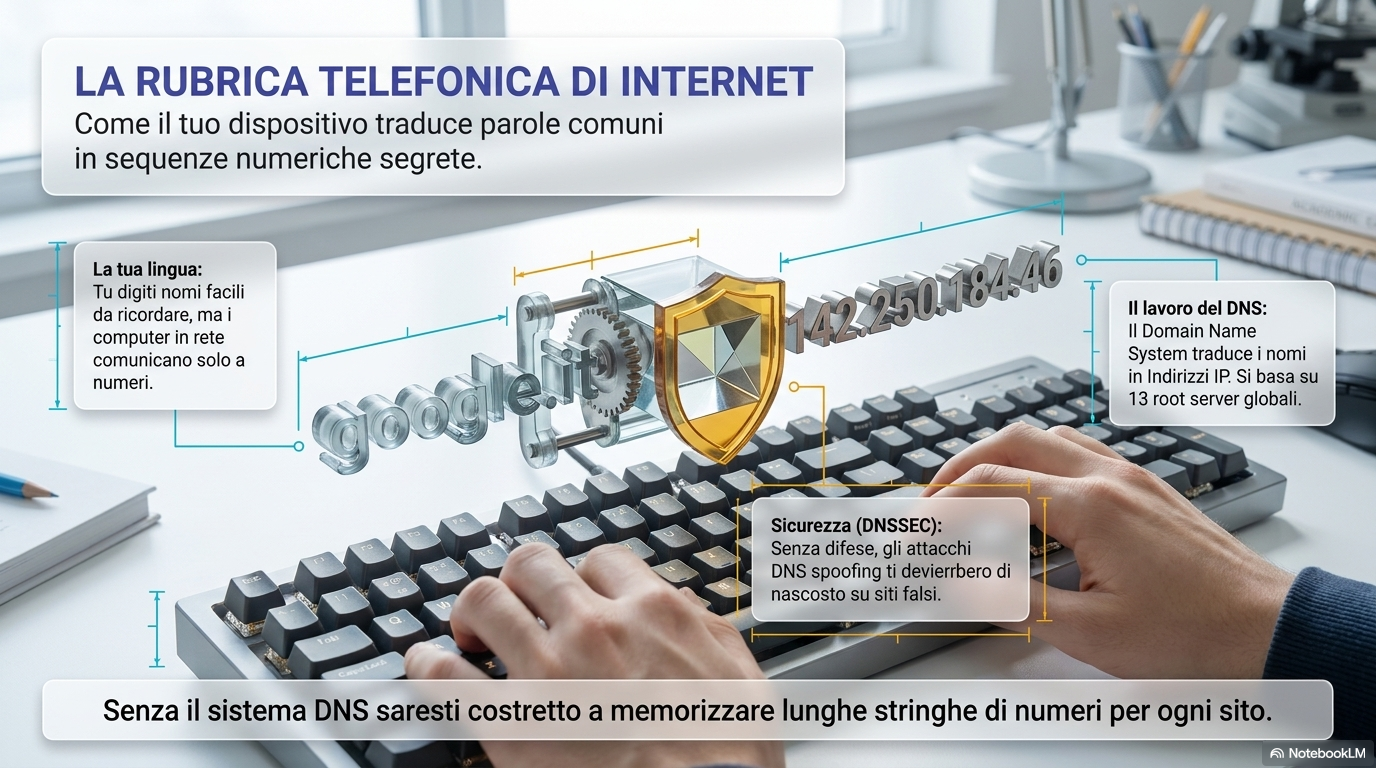 LA RUBRICA TELEFONICA DI INTERNET
Come il tuo dispositivo traduce parole comuni
in sequenze numeriche segrete.
La tua lingua:
Tu digiti nomi facili
da ricordare, ma i
computer in rete
comunicano solo a
numeri.
google.it
142.250.184.46
Il lavoro del DNS:
Il Domain Name
System traduce i nomi
in Indirizzi IP. Si basa su
13 root server globali.
Sicurezza (DNSSEC):
Senza difese, gli attacchi
DNS spoofing ti devierrbero di
nascosto su siti falsi.
Senza il sistema DNS saresti costretto a memorizzare lunghe stringhe di numeri per ogni sito.
NotebookLM